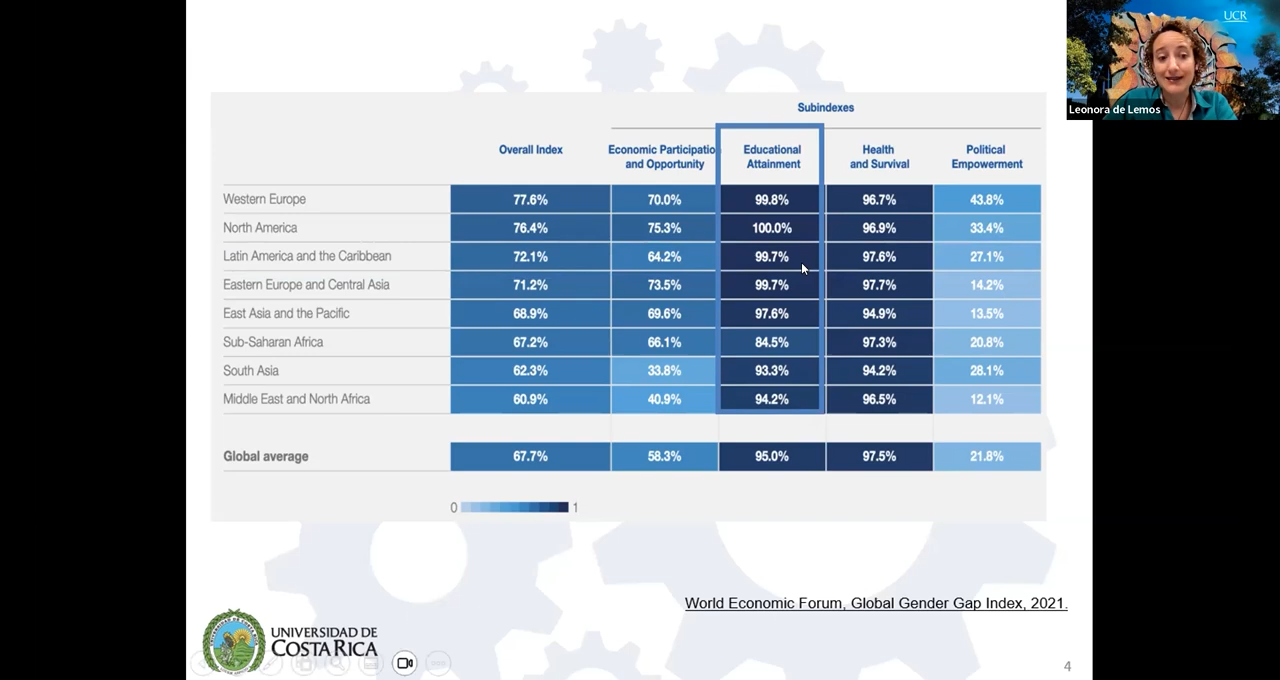 UCR
Leonora de Lemos
Subindexes
Overall Index
Economic Participation
and Opportunity
Educational
Attainment
Health
and Survival
Political
Empowerment
Western Europe 77.6% 70.0% 99.8% 96.7% 43.8%
North America 76.4% 75.3% 100.0% 96.9% 33.4%
Latin America and the Caribbean 72.1% 64.2% 99.7% 97.6% 27.1%
Eastern Europe and Central Asia 71.2% 73.5% 99.7% 97.7% 14.2%
East Asia and the Pacific 68.9% 69.6% 97.6% 94.9% 13.5%
Sub-Saharan Africa 67.2% 66.1% 84.5% 97.3% 20.8%
South Asia 62.3% 33.8% 93.3% 94.2% 28.1%
Middle East and North Africa 60.9% 40.9% 94.2% 96.5% 12.1%
Global average 67.7% 58.3% 95.0% 97.5% 21.8%
0 1
World Economic Forum, Global Gender Gap Index, 2021.
UNIVERSIDAD DE
COSTA RICA
4